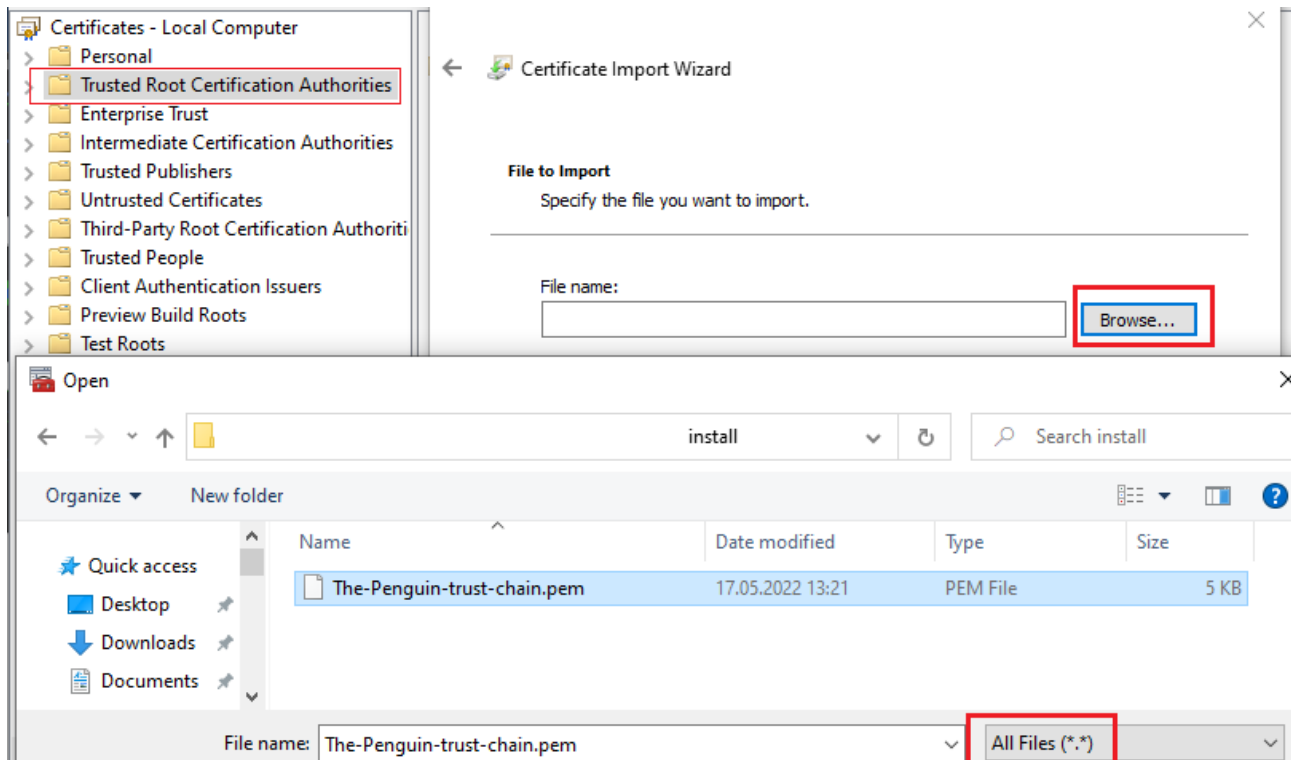 Certificates - Local Computer
Personal
Trusted Root Certification Authorities
Enterprise Trust
Intermediate Certification Authorities
Trusted Publishers
Untrusted Certificates
Third-Party Root Certification Authoriti
Trusted People
Client Authentication Issuers
Preview Build Roots
Test Roots
Certificate Import Wizard
File to Import
Specify the file you want to import.
File name:
Browse...
Open
install
Search install
Organize
New folder
Name Date modified Type Size
Quick access
Desktop
Downloads
Documents
The-Penguin-trust-chain.pem 17.05.2022 13:21 PEM File 5 KB
File name: The-Penguin-trust-chain.pem All Files (*.*)